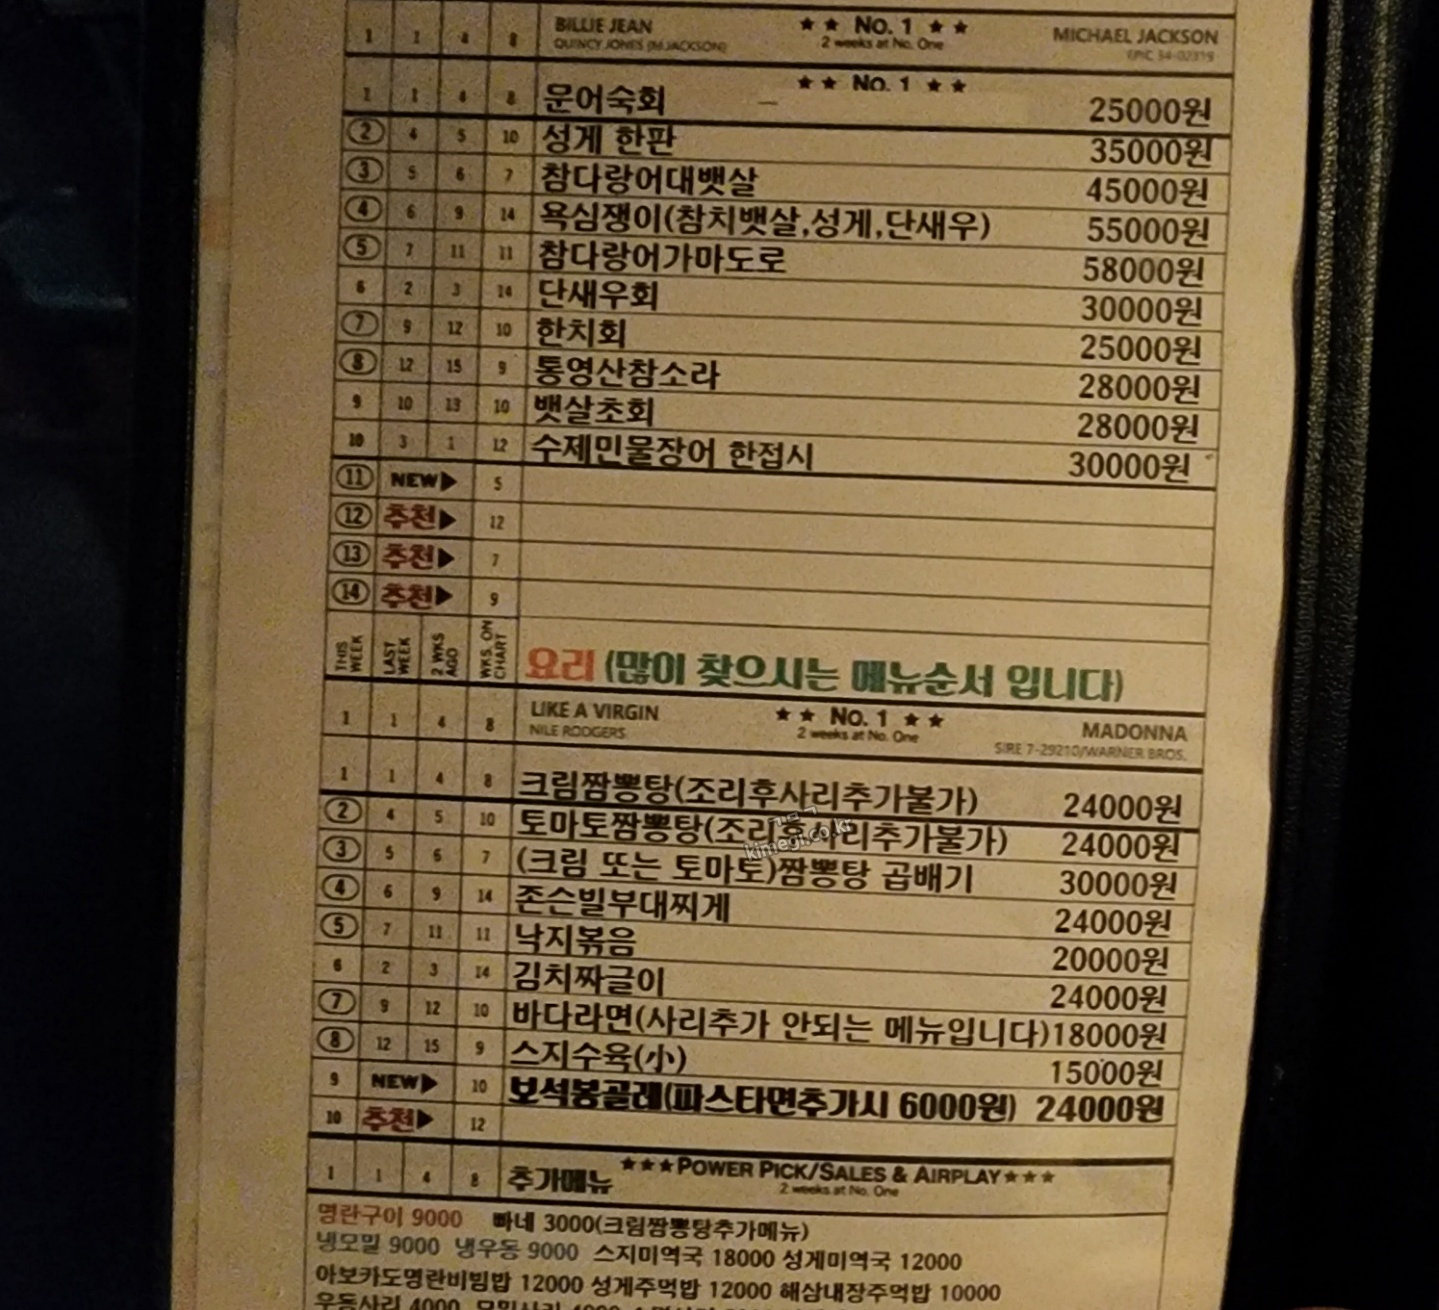 1 1 4 8 BILLIE JEAN ★ ★ No. 1 ★ ★ MICHAEL JACKSON
QUINCY JONES (M.JACKSON) 2 weeks at No. One EPIC 34-02319
★ ★ No. 1 ★ ★
1 1 4 8 문어숙회 25000원
② 4 5 10 성게 한판 35000원
③ 5 6 7 참다랑어대뱃살 45000원
④ 6 9 14 욕심쟁이(참치뱃살,성게,단새우) 55000원
⑤ 7 11 11 참다랑어가마도로 58000원
6 2 3 14 단새우회 30000원
⑦ 9 12 10 한치회 25000원
⑧ 12 15 9 통영산참소라 28000원
9 10 13 10 뱃살초회 28000원
10 3 1 12 수제민물장어 한접시 30000원
⑪ NEW▶ 5
⑫ 추천▶ 12
⑬ 추천▶ 7
⑭ 추천▶ 9
THIS WEEK LAST WEEK 2 WKS AGO WKS. ON CHART 요리 (많이 찾으시는 메뉴순서 입니다)
1 1 4 8 LIKE A VIRGIN ★ ★ No. 1 ★ ★ MADONNA
NILE RODGERS 2 weeks at No. One SIRE 7-29210/WARNER BROS.
1 1 4 8 크림짬뽕탕(조리후사리추가불가) 24000원
② 4 5 10 토마토짬뽕탕(조리후사리추가불가) 24000원
kimegi.co.kr
③ 5 6 7 (크림 또는 토마토)짬뽕탕 곱배기 30000원
④ 6 9 14 존슨빌부대찌게 24000원
⑤ 7 11 11 낙지볶음 20000원
6 2 3 14 김치짜글이 24000원
⑦ 9 12 10 바다라면(사리추가 안되는 메뉴입니다)18000원
⑧ 12 15 9 스지수육(小) 15000원
9 NEW▶ 10 보석봉골레(파스타면추가시 6000원) 24000원
10 추천▶ 12
1 1 4 8 추가메뉴 ★★★POWER PICK/SALES & AIRPLAY★★★
2 weeks at No. One
명란구이 9000 빠네 3000(크림짬뽕탕추가메뉴)
냉모밀 9000 냉우동 9000 스지미역국 18000 성게미역국 12000
아보카도명란비빔밥 12000 성게주먹밥 12000 해삼내장주먹밥 10000
우동사리 4000